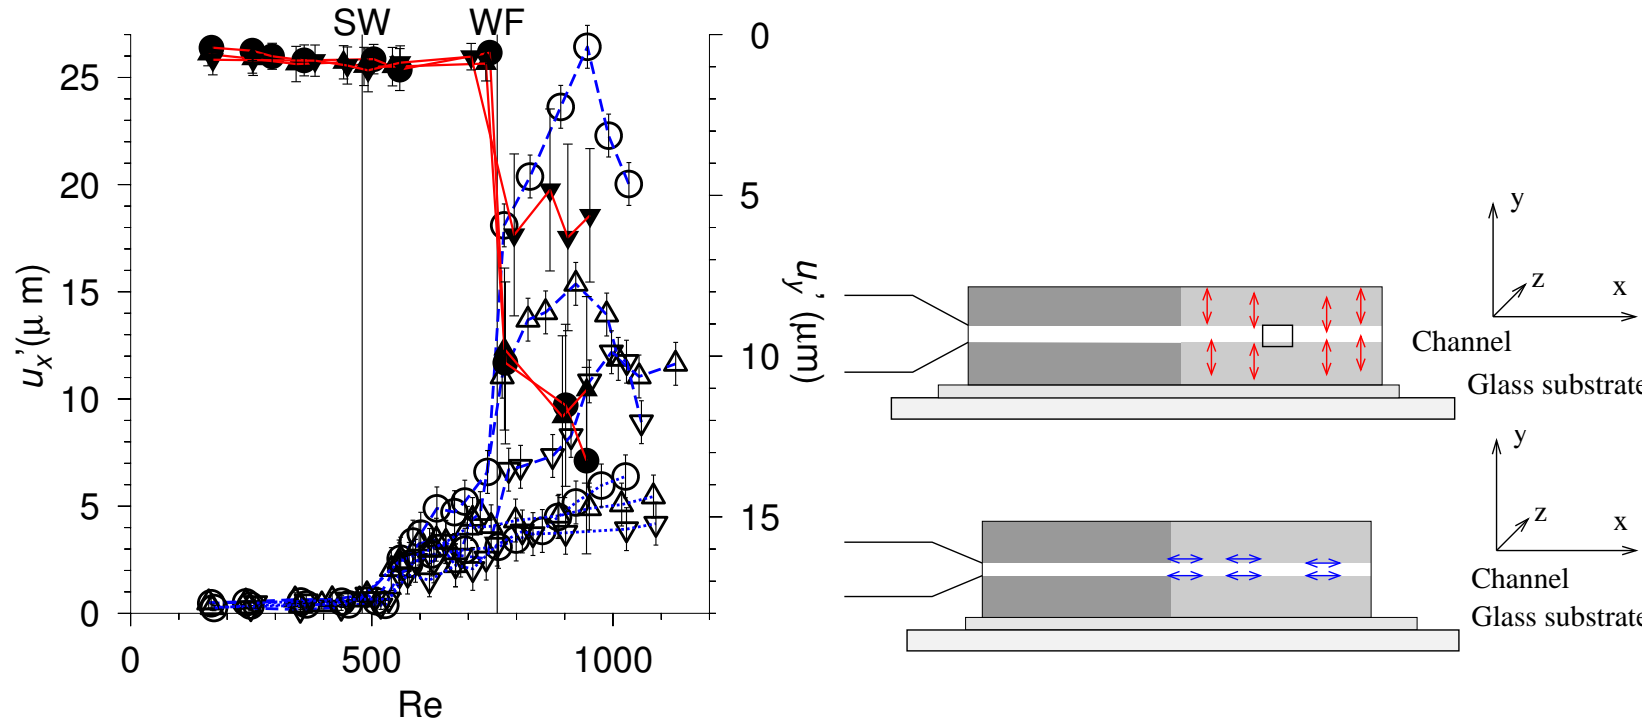 SW WF
0
25
20
5
15
10
10
5
15
0
0 500 1000
Re
u_x'(μ m)
u_y' (μm)
y
z
x
Channel
Glass substrate
y
z
x
Channel
Glass substrate